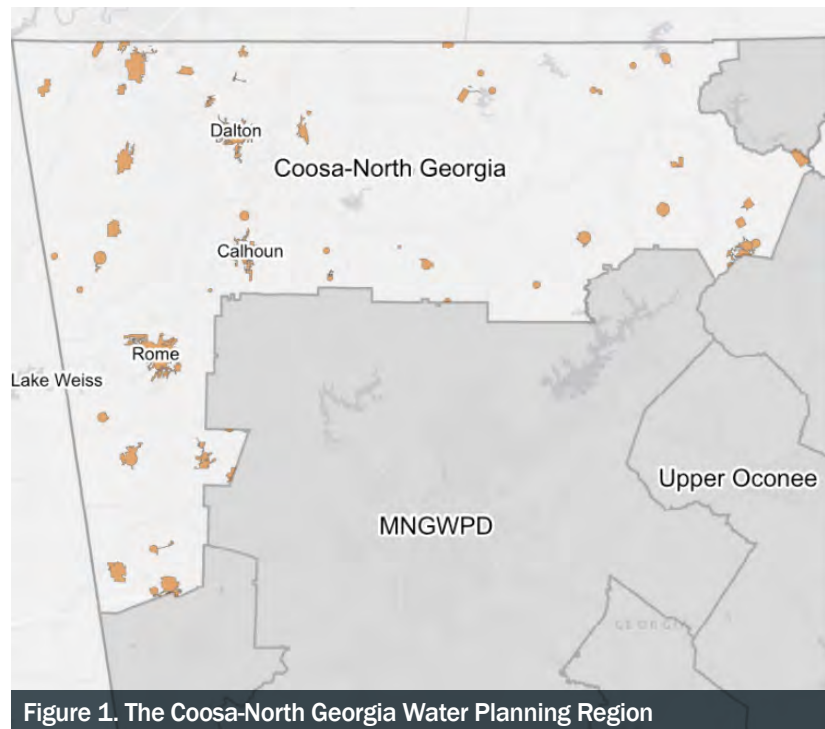 Dalton
Coosa-North Georgia
Calhoun
Rome
Lake Weiss
Upper Oconee
MNGWPD
GEORGIA
Figure 1. The Coosa-North Georgia Water Planning Region